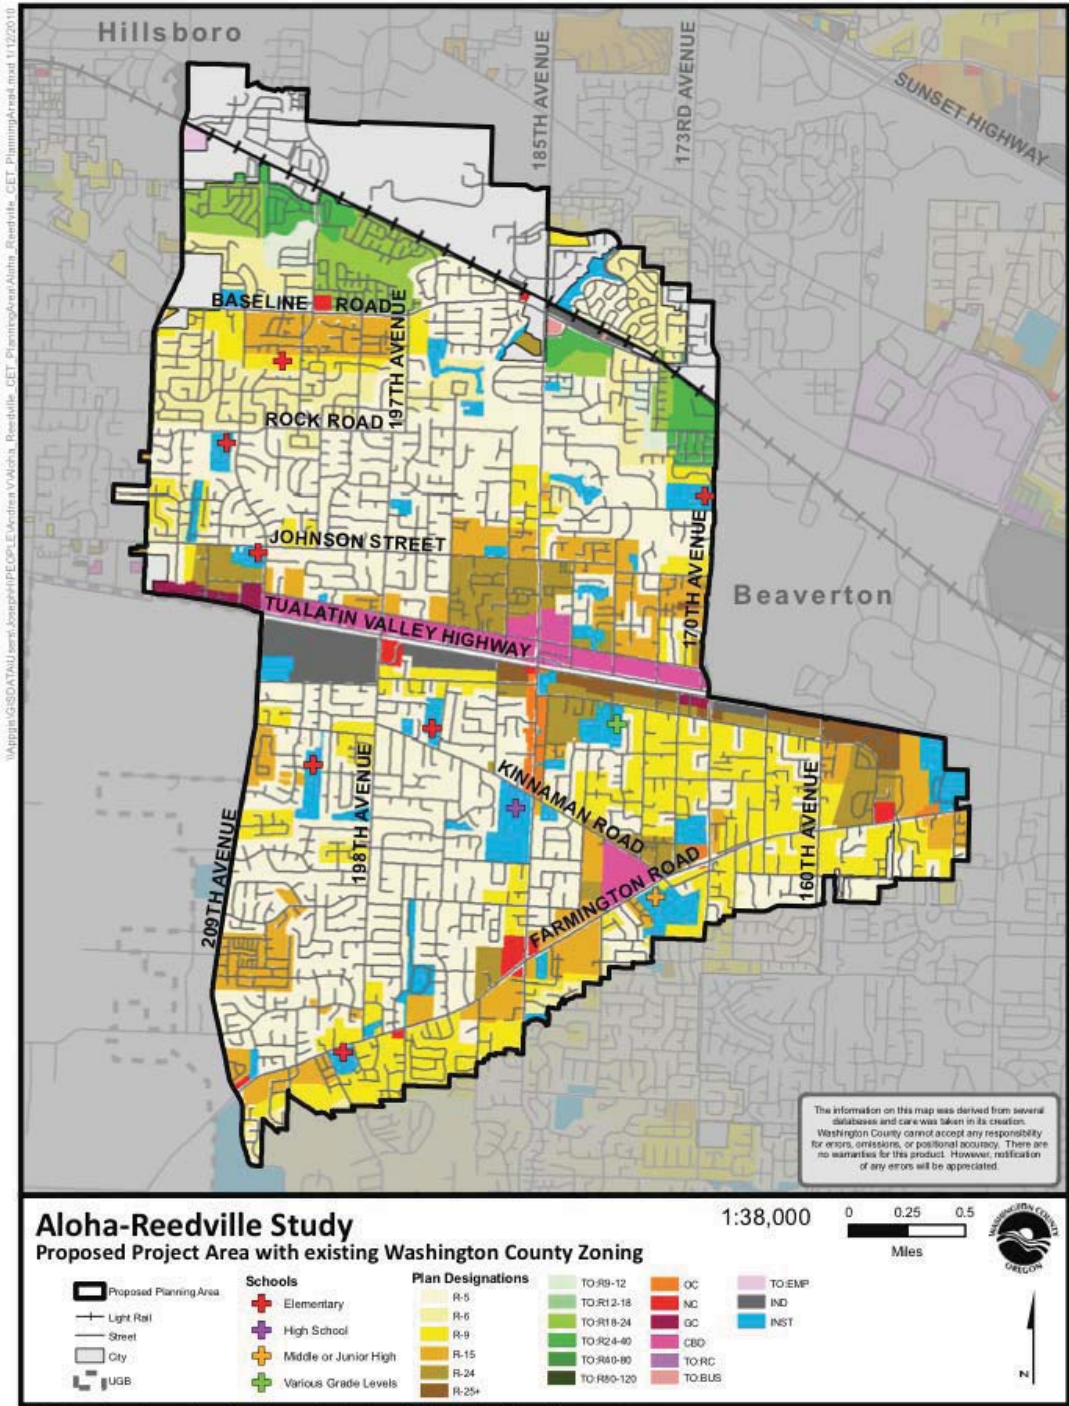 Hillsboro
185TH AVENUE
173RD AVENUE
SUNSET HIGHWAY
BASELINE ROAD
197TH AVENUE
ROCK ROAD
JOHNSON STREET
170TH AVENUE
Beaverton
TUALATIN VALLEY HIGHWAY
KINNAMAN ROAD
198TH AVENUE
160TH AVENUE
209TH AVENUE
FARMINGTON ROAD
The information on this map was derived from several
databases and care was taken in its creation.
Washington County cannot accept any responsibility
for errors, omissions, or positional accuracy. There are
no warranties for this product. However, notification
of any errors will be appreciated.
Aloha-Reedville Study
Proposed Project Area with existing Washington County Zoning
1:38,000
0 0.25 0.5
Miles
WASHINGTON COUNTY
OREGON
Proposed Planning Area
Light Rail
Street
City
UGB
Schools
Elementary
High School
Middle or Junior High
Various Grade Levels
Plan Designations
R-5
R-6
R-9
R-15
R-24
R-25+
TO:R9-12
TO:R12-18
TO:R18-24
TO:R24-40
TO:R40-80
TO:R80-120
OC
NC
GC
CBD
TO:RC
TO:BUS
TO:EMP
IND
INST
N